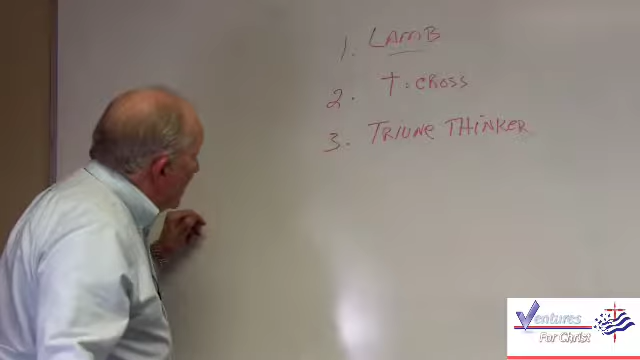 1. LAMB
2. † : CROSS
3. TRIUNE THINKER
Ventures
For Christ